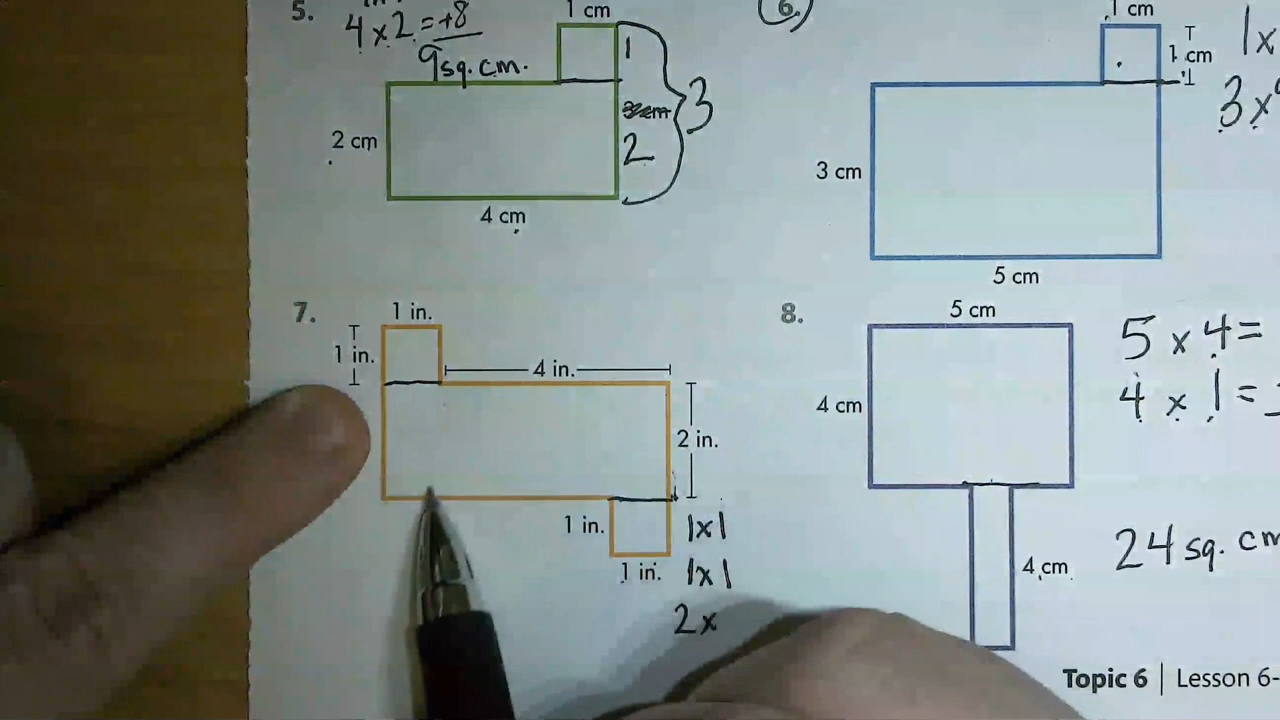 5.
4 x 2 = +8
9 sq. cm.
1 cm
1
2 cm
2
3
4 cm
6.
1 cm
1 cm
1x
3x
3 cm
5 cm
7.
1 in.
1 in.
4 in.
2 in.
1 in.
1 in.
1x1
1x1
2x
8.
5 cm
4 cm
4 cm
5 x 4 =
4 x 1 =
24 sq. cm
Topic 6 | Lesson 6-